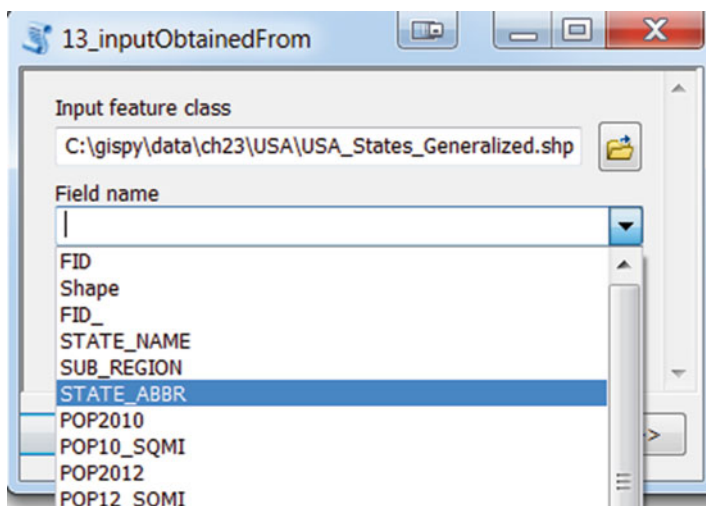 13_inputObtainedFrom
Input feature class
C:\gispy\data\ch23\USA\USA_States_Generalized.shp
Field name
FID
Shape
FID_
STATE_NAME
SUB_REGION
STATE_ABBR
POP2010
POP10_SQMI
POP2012
POP12_SQMI
>